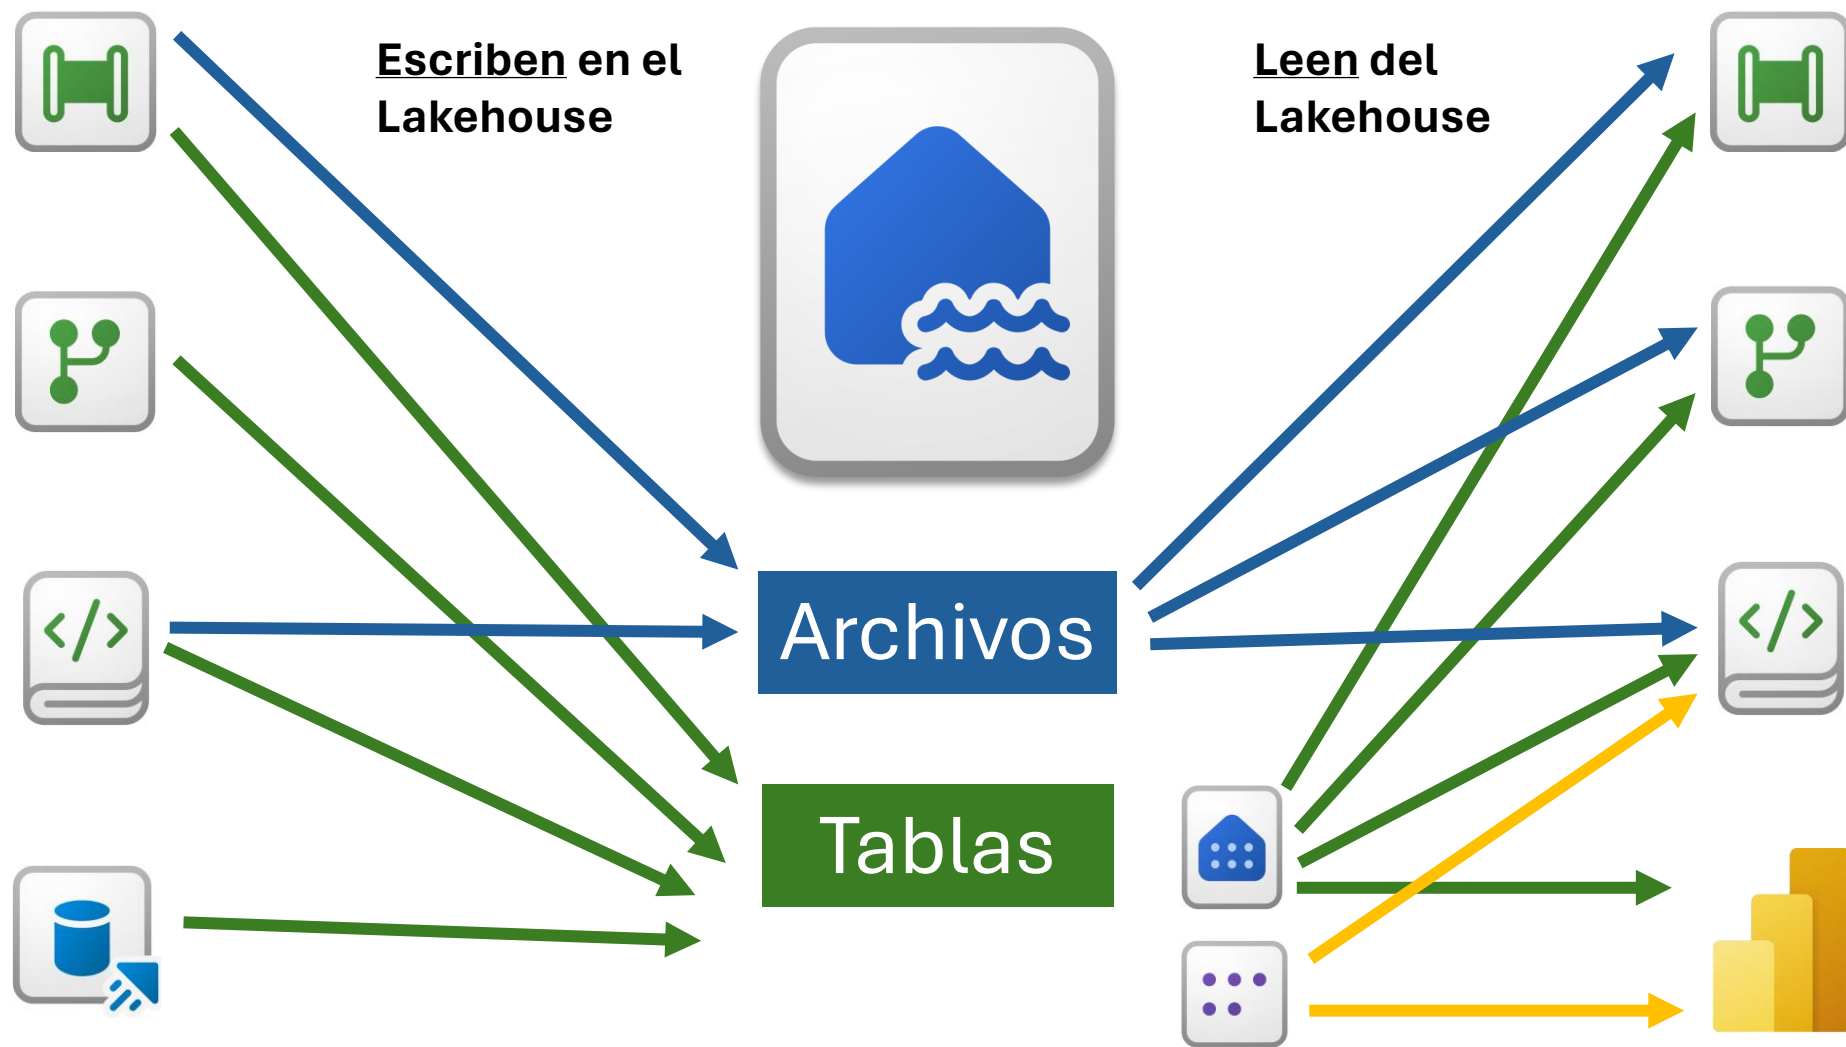 Escriben en el
Lakehouse
Leen del
Lakehouse
</>
Archivos
</>
Tablas